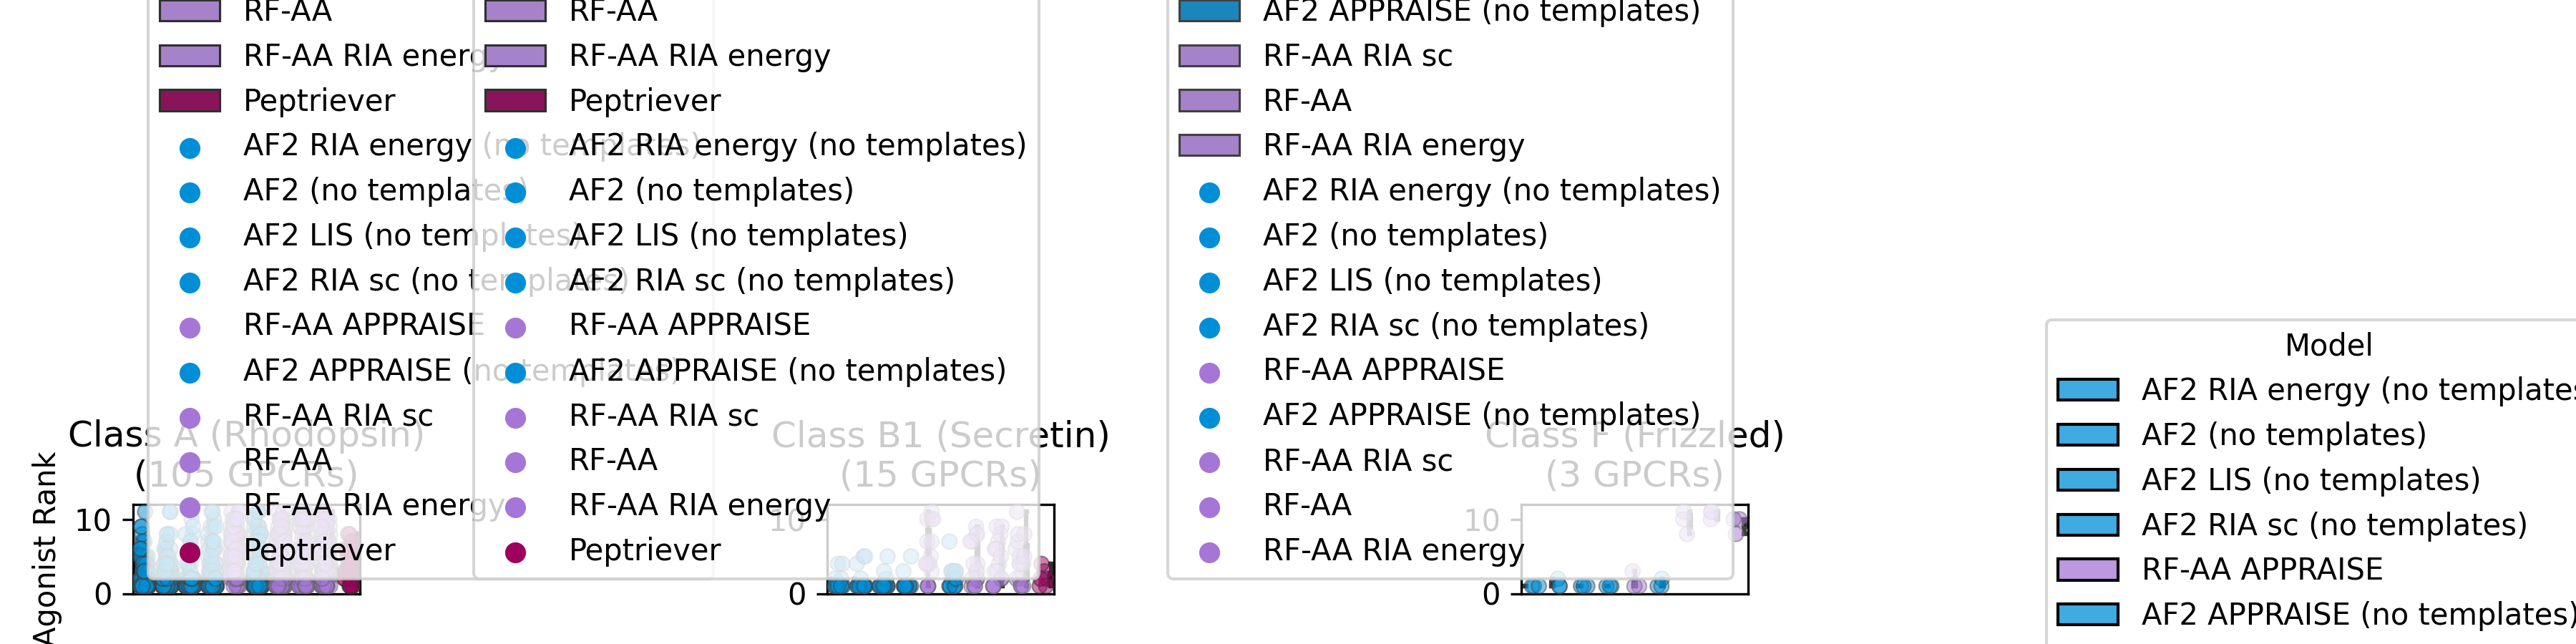 RF-AA
RF-AA RIA energy
Peptriever
AF2 RIA energy (no templates)
AF2 (no templates)
AF2 LIS (no templates)
AF2 RIA sc (no templates)
RF-AA APPRAISE
AF2 APPRAISE (no templates)
RF-AA RIA sc
RF-AA
RF-AA RIA energy
Peptriever
RF-AA
RF-AA RIA energy
Peptriever
AF2 RIA energy (no templates)
AF2 (no templates)
AF2 LIS (no templates)
AF2 RIA sc (no templates)
RF-AA APPRAISE
AF2 APPRAISE (no templates)
RF-AA RIA sc
RF-AA
RF-AA RIA energy
Peptriever
AF2 APPRAISE (no templates)
RF-AA RIA sc
RF-AA
RF-AA RIA energy
AF2 RIA energy (no templates)
AF2 (no templates)
AF2 LIS (no templates)
AF2 RIA sc (no templates)
RF-AA APPRAISE
AF2 APPRAISE (no templates)
RF-AA RIA sc
RF-AA
RF-AA RIA energy
Class A (Rhodopsin)
(105 GPCRs)
Agonist Rank
10
0
Class B1 (Secretin)
(15 GPCRs)
10
0
Class F (Frizzled)
(3 GPCRs)
10
0
Model
AF2 RIA energy (no templates
AF2 (no templates)
AF2 LIS (no templates)
AF2 RIA sc (no templates)
RF-AA APPRAISE
AF2 APPRAISE (no templates)